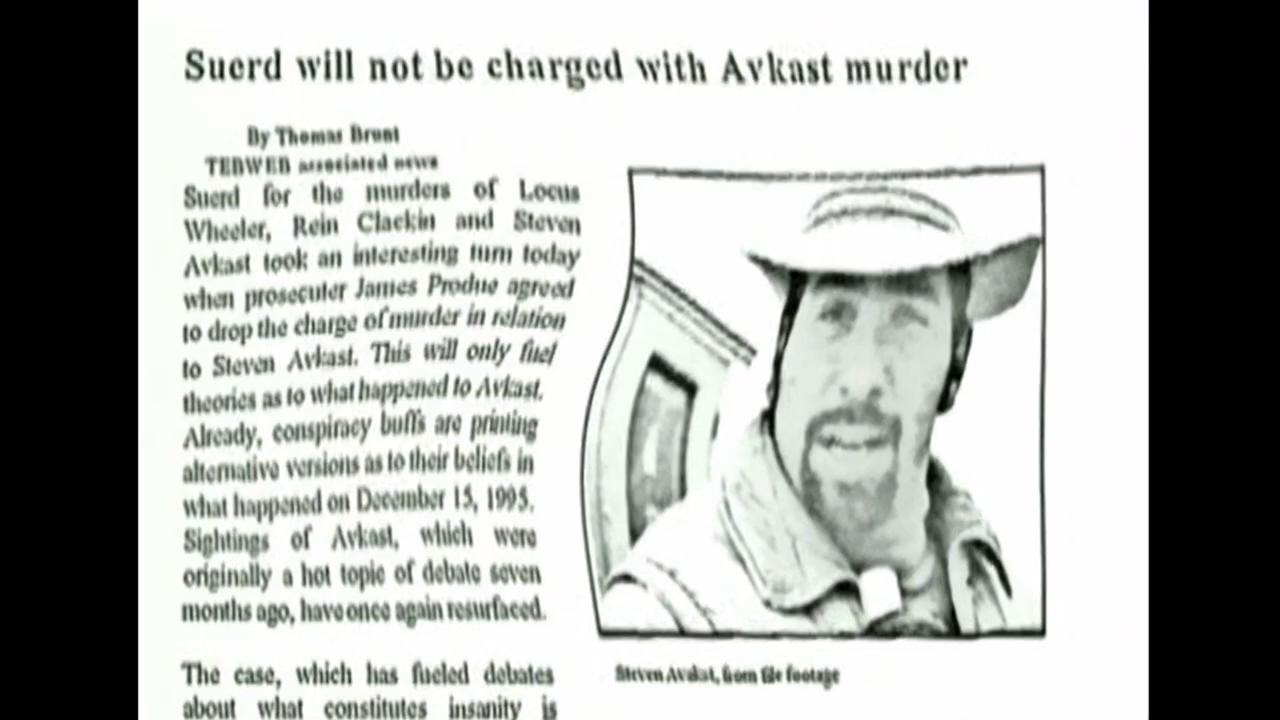 Suerd will not be charged with Avkast murder
By Thomas Brunt
TEBWEB associated news
Suerd for the murders of Locus
Wheeler, Rein Clackin and Steven
Avkast took an interesting turn today
when prosecuter James Produe agreed
to drop the charge of murder in relation
to Steven Avkast. This will only fuel
theories as to what happened to Avkast.
Already, conspiracy buffs are printing
alternative versions as to their beliefs in
what happened on December 15, 1995.
Sightings of Avkast, which were
originally a hot topic of debate seven
months ago, have once again resurfaced.
The case, which has fueled debates
about what constitutes insanity is
Steven Avakst, from file footage